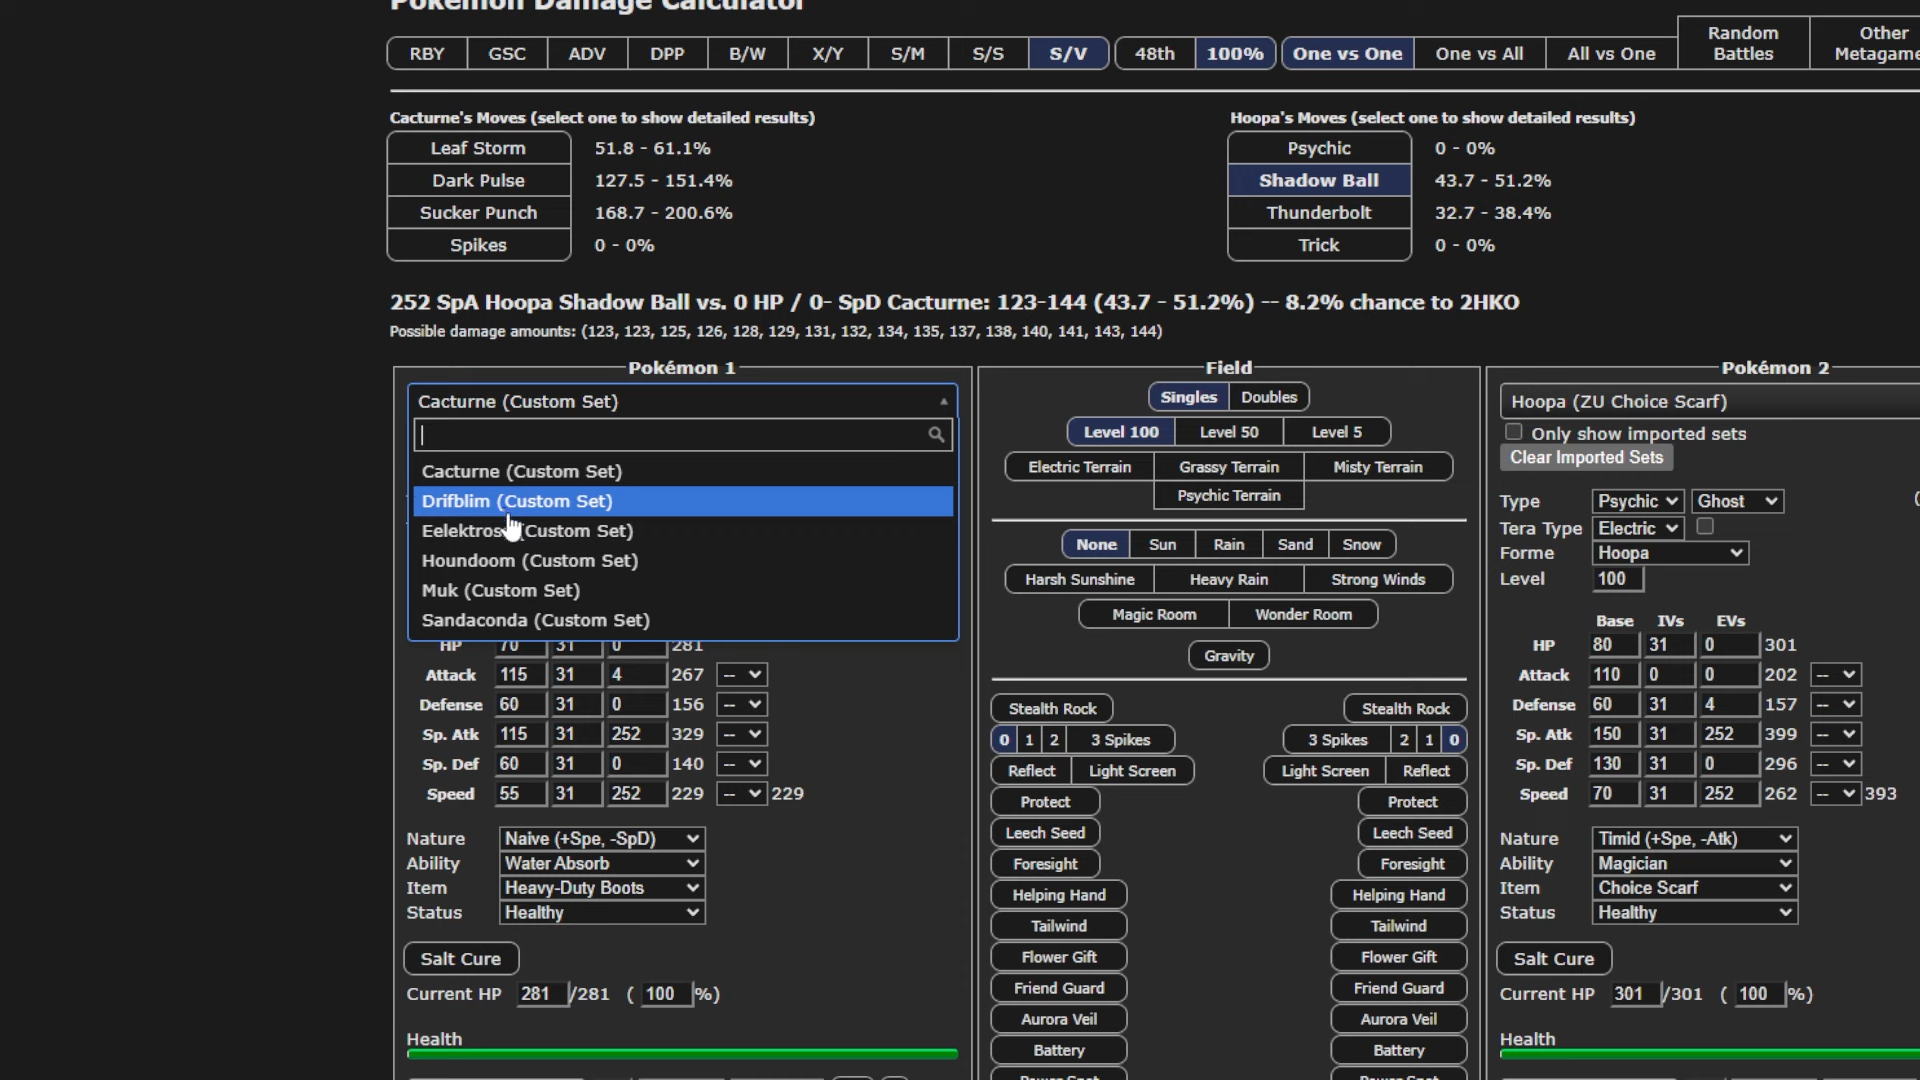 Pokémon Damage Calculator
RBY GSC ADV DPP B/W X/Y S/M S/S S/V 48th 100% One vs One One vs All All vs One Random Battles Other Metagame
Cacturne's Moves (select one to show detailed results)
Leaf Storm 51.8 - 61.1%
Dark Pulse 127.5 - 151.4%
Sucker Punch 168.7 - 200.6%
Spikes 0 - 0%
Hoopa's Moves (select one to show detailed results)
Psychic 0 - 0%
Shadow Ball 43.7 - 51.2%
Thunderbolt 32.7 - 38.4%
Trick 0 - 0%
252 SpA Hoopa Shadow Ball vs. 0 HP / 0- SpD Cacturne: 123-144 (43.7 - 51.2%) -- 8.2% chance to 2HKO
Possible damage amounts: (123, 123, 125, 126, 128, 129, 131, 132, 134, 135, 137, 138, 140, 141, 143, 144)
Pokémon 1
Cacturne (Custom Set)
Cacturne (Custom Set)
Drifblim (Custom Set)
Eelektros (Custom Set)
Houndoom (Custom Set)
Muk (Custom Set)
Sandaconda (Custom Set)
HP 70 31 0 281
Attack 115 31 4 267 --
Defense 60 31 0 156 --
Sp. Atk 115 31 252 329 --
Sp. Def 60 31 0 140 --
Speed 55 31 252 229 -- 229
Nature Naive (+Spe, -SpD)
Ability Water Absorb
Item Heavy-Duty Boots
Status Healthy
Salt Cure
Current HP 281 /281 ( 100 %)
Health
Field
Singles Doubles
Level 100 Level 50 Level 5
Electric Terrain Grassy Terrain Misty Terrain
Psychic Terrain
None Sun Rain Sand Snow
Harsh Sunshine Heavy Rain Strong Winds
Magic Room Wonder Room
Gravity
Stealth Rock Stealth Rock
0 1 2 3 Spikes 3 Spikes 2 1 0
Reflect Light Screen Light Screen Reflect
Protect Protect
Leech Seed Leech Seed
Foresight Foresight
Helping Hand Helping Hand
Tailwind Tailwind
Flower Gift Flower Gift
Friend Guard Friend Guard
Aurora Veil Aurora Veil
Battery Battery
Power Spot Power Spot
Pokémon 2
Hoopa (ZU Choice Scarf)
Only show imported sets
Clear Imported Sets
Type Psychic Ghost (
Tera Type Electric
Forme Hoopa
Level 100
Base IVs EVs
HP 80 31 0 301
Attack 110 0 0 202 --
Defense 60 31 4 157 --
Sp. Atk 150 31 252 399 --
Sp. Def 130 31 0 296 --
Speed 70 31 252 262 -- 393
Nature Timid (+Spe, -Atk)
Ability Magician
Item Choice Scarf
Status Healthy
Salt Cure
Current HP 301 /301 ( 100 %)
Health